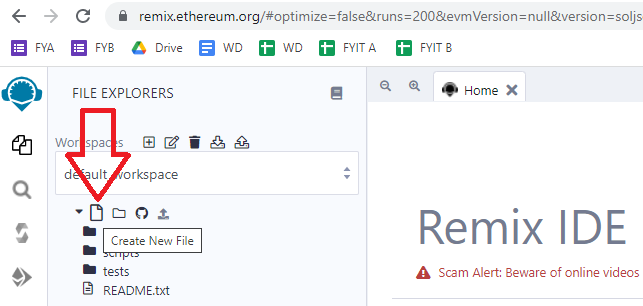 remix.ethereum.org/#optimize=false&runs=200&evmVersion=null&version=soljs
FYA FYB Drive WD WD FYIT A FYIT B
FILE EXPLORERS
Home
Workspaces
default_workspace
Create New File
scripts
tests
README.txt
Remix IDE
Scam Alert: Beware of online videos